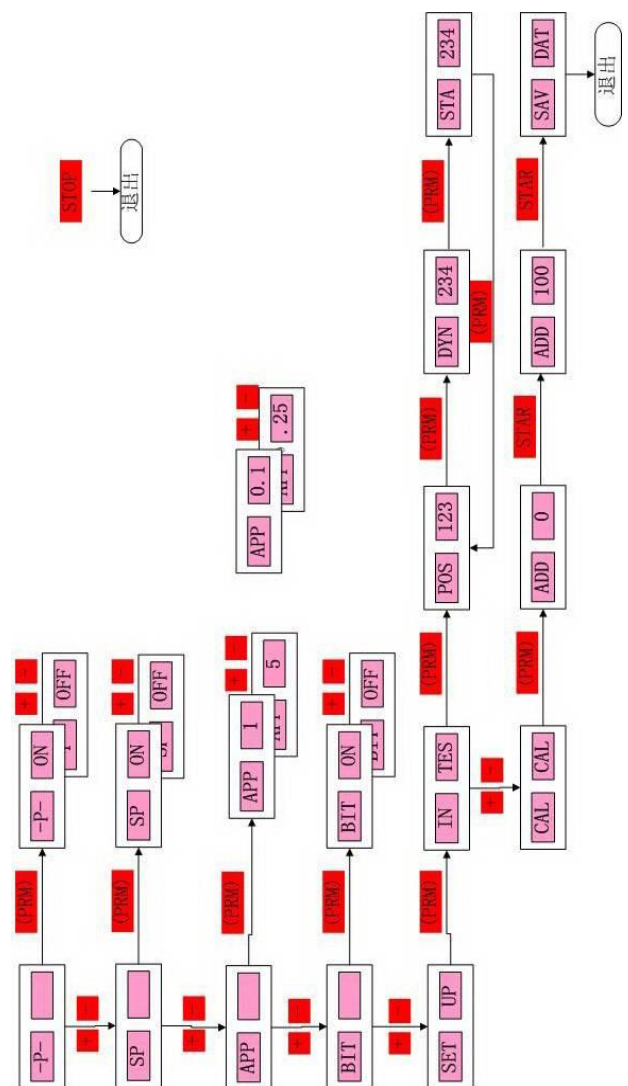 -P- (PRM) -P- ON + -
OFF
STOP
+ -
退出
SP (PRM) SP ON + -
OFF
+ -
APP (PRM) APP 1 + - APP 0.1 + -
5 .25
+ -
BIT (PRM) BIT ON + -
OFF
+ -
SET UP (PRM) IN TES (PRM) POS 123 (PRM) DYN 234 (PRM) STA 234
+ - (PRM)
CAL CAL (PRM) ADD 0 STAR ADD 100 STAR SAV DAT
退出